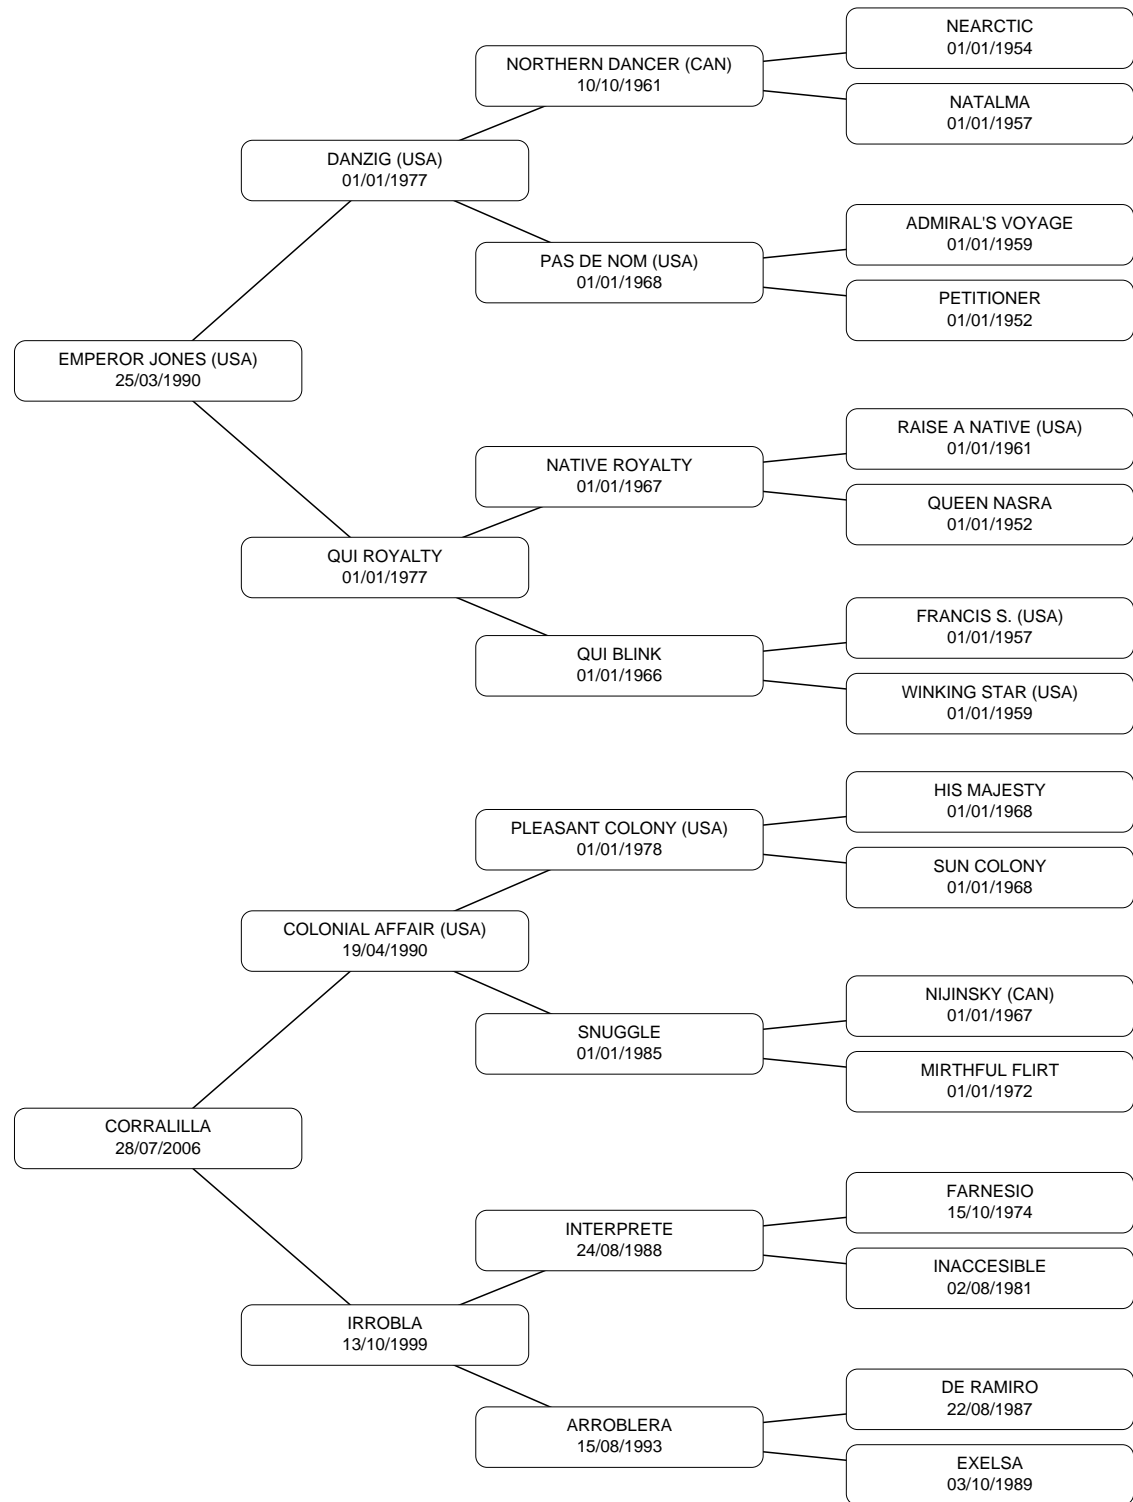 NEARCTIC
01/01/1954
NORTHERN DANCER (CAN)
10/10/1961
NATALMA
01/01/1957
DANZIG (USA)
01/01/1977
ADMIRAL'S VOYAGE
01/01/1959
PAS DE NOM (USA)
01/01/1968
PETITIONER
01/01/1952
EMPEROR JONES (USA)
25/03/1990
RAISE A NATIVE (USA)
01/01/1961
NATIVE ROYALTY
01/01/1967
QUEEN NASRA
01/01/1952
QUI ROYALTY
01/01/1977
FRANCIS S. (USA)
01/01/1957
QUI BLINK
01/01/1966
WINKING STAR (USA)
01/01/1959
HIS MAJESTY
01/01/1968
PLEASANT COLONY (USA)
01/01/1978
SUN COLONY
01/01/1968
COLONIAL AFFAIR (USA)
19/04/1990
NIJINSKY (CAN)
01/01/1967
SNUGGLE
01/01/1985
MIRTHFUL FLIRT
01/01/1972
CORRALILLA
28/07/2006
FARNESIO
15/10/1974
INTERPRETE
24/08/1988
INACCESIBLE
02/08/1981
IRROBLA
13/10/1999
DE RAMIRO
22/08/1987
ARROBLERA
15/08/1993
EXELSA
03/10/1989